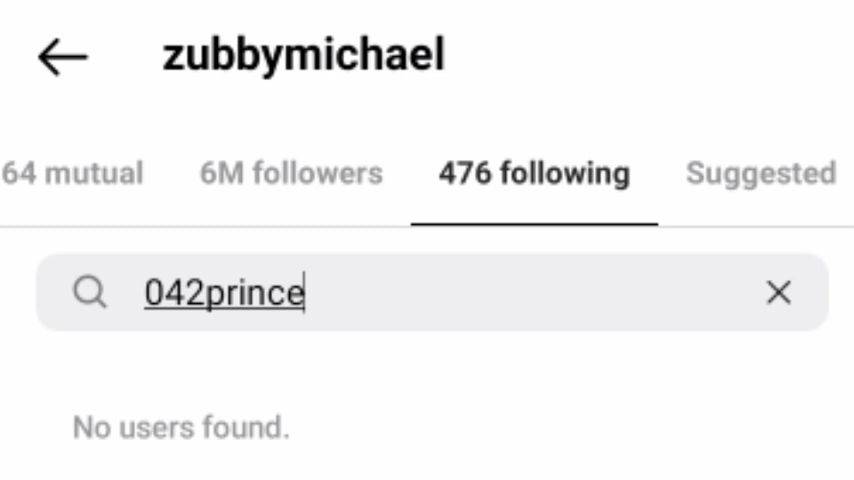 zubbymichael
64 mutual 6M followers 476 following Suggested
042prince
No users found.